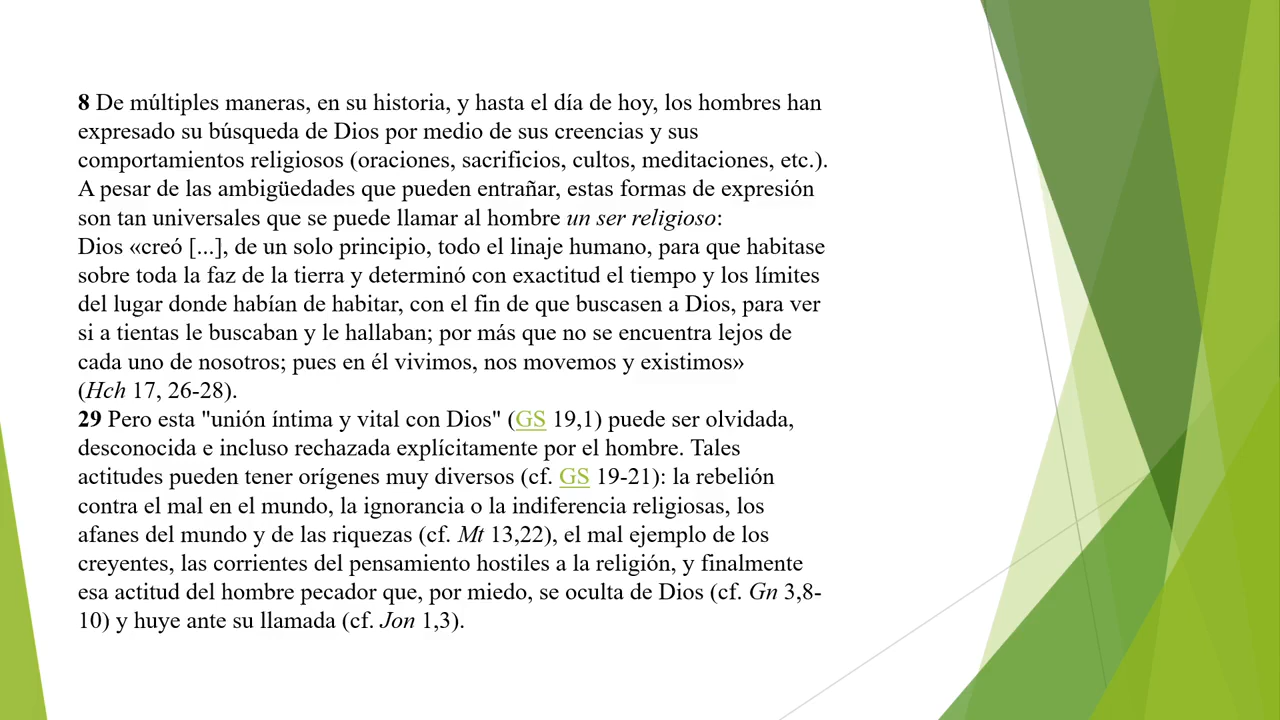 8 De múltiples maneras, en su historia, y hasta el día de hoy, los hombres han
expresado su búsqueda de Dios por medio de sus creencias y sus
comportamientos religiosos (oraciones, sacrificios, cultos, meditaciones, etc.).
A pesar de las ambigüedades que pueden entrañar, estas formas de expresión
son tan universales que se puede llamar al hombre un ser religioso:
Dios «creó [...], de un solo principio, todo el linaje humano, para que habitase
sobre toda la faz de la tierra y determinó con exactitud el tiempo y los límites
del lugar donde habían de habitar, con el fin de que buscasen a Dios, para ver
si a tientas le buscaban y le hallaban; por más que no se encuentra lejos de
cada uno de nosotros; pues en él vivimos, nos movemos y existimos»
(Hch 17, 26-28).
29 Pero esta "unión íntima y vital con Dios" (GS 19,1) puede ser olvidada,
desconocida e incluso rechazada explícitamente por el hombre. Tales
actitudes pueden tener orígenes muy diversos (cf. GS 19-21): la rebelión
contra el mal en el mundo, la ignorancia o la indiferencia religiosas, los
afanes del mundo y de las riquezas (cf. Mt 13,22), el mal ejemplo de los
creyentes, las corrientes del pensamiento hostiles a la religión, y finalmente
esa actitud del hombre pecador que, por miedo, se oculta de Dios (cf. Gn 3,8-
10) y huye ante su llamada (cf. Jon 1,3).